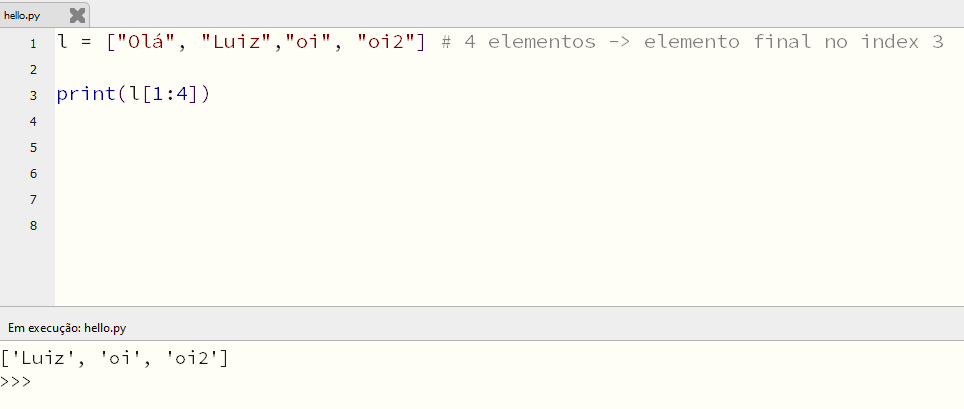 hello.py
1 l = ["Olá", "Luiz","oi", "oi2"] # 4 elementos -> elemento final no index 3
2
3 print(l[1:4])
4
5
6
7
8
Em execução: hello.py
['Luiz', 'oi', 'oi2']
>>>